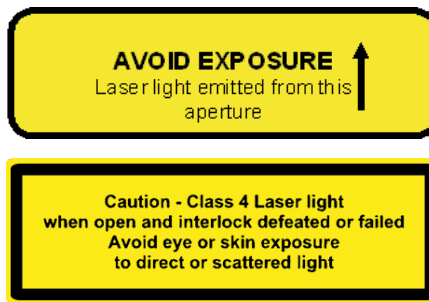 AVOID EXPOSURE
Laser light emitted from this
aperture
Caution - Class 4 Laser light
when open and interlock defeated or failed
Avoid eye or skin exposure
to direct or scattered light